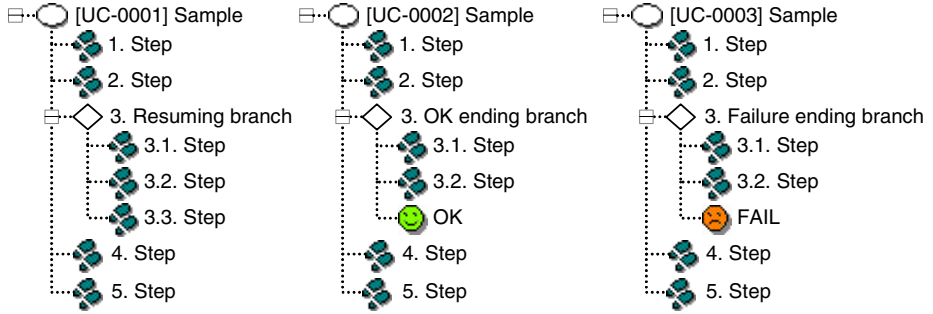 [UC-0001] Sample
1. Step
2. Step
3. Resuming branch
3.1. Step
3.2. Step
3.3. Step
4. Step
5. Step
[UC-0002] Sample
1. Step
2. Step
3. OK ending branch
3.1. Step
3.2. Step
OK
4. Step
5. Step
[UC-0003] Sample
1. Step
2. Step
3. Failure ending branch
3.1. Step
3.2. Step
FAIL
4. Step
5. Step